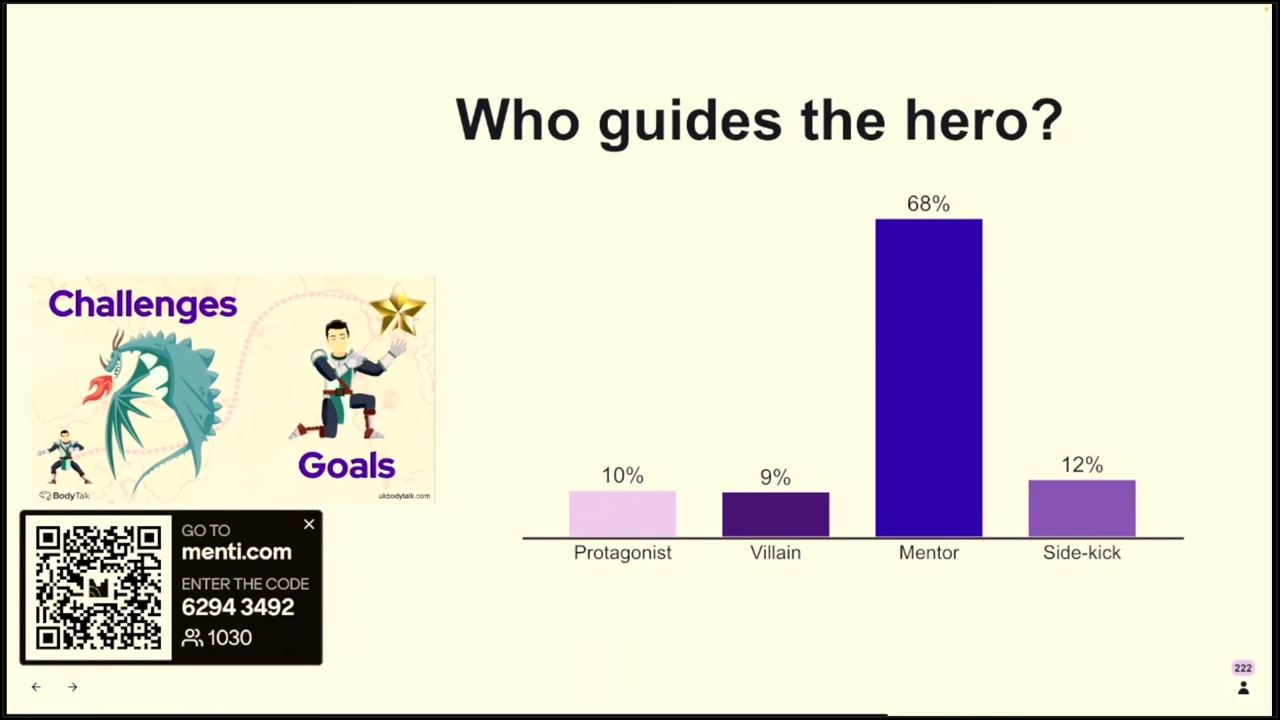 Who guides the hero?
68%
10%
9%
12%
Protagonist
Villain
Mentor
Side-kick
Challenges
Goals
BodyTalk
ukbodytalk.com
GO TO
menti.com
ENTER THE CODE
6294 3492
1030
222